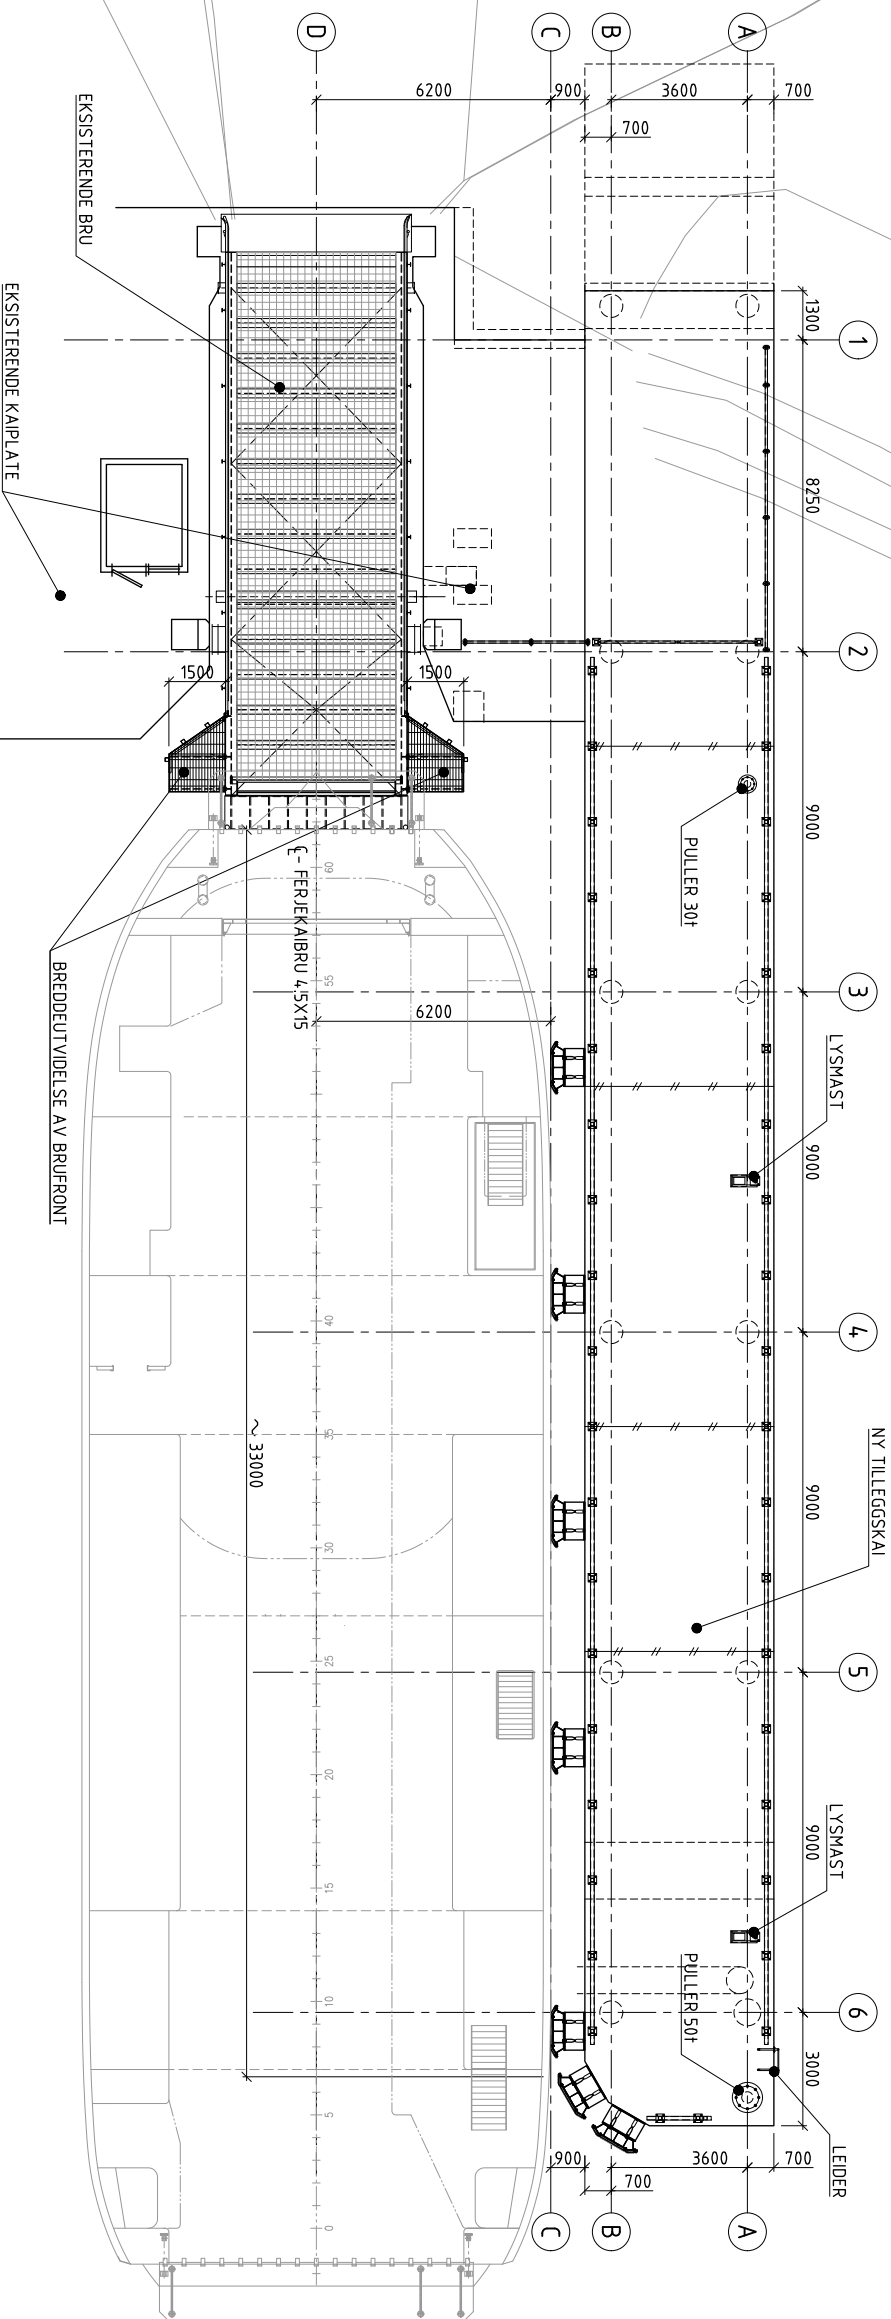 D
C
B
A
6200
900
3600
700
700
EKSISTERENDE BRU
EKSISTERENDE KAIPLATE
1300
1
8250
2
1500
1500
9000
PULLER 30t
3
℄ - FERJEKAIBRU 4.5X15
BREDDEUTVIDELSE AV BRUFRONT
6200
LYSMAST
9000
4
~ 33000
9000
NY TILLEGGSKAI
5
LYSMAST
9000
PULLER 50t
6
3000
LEIDER
60
55
40
35
30
25
20
15
10
5
0
900
3600
700
700
C
B
A